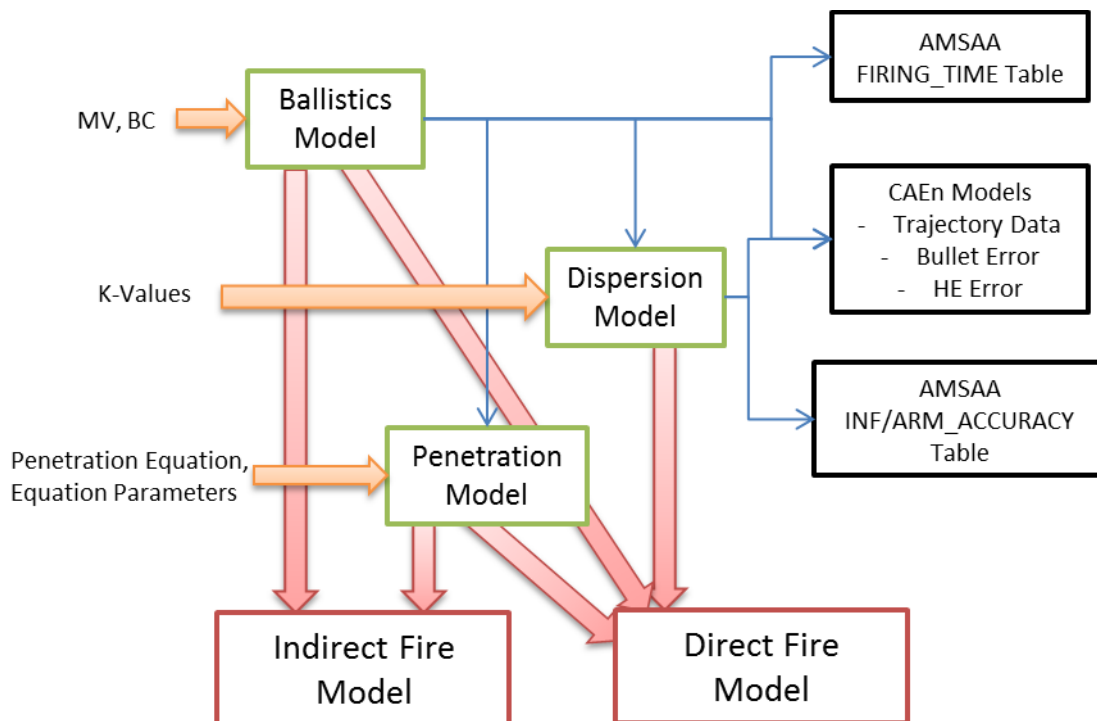 AMSAA
FIRING_TIME Table
Ballistics
Model
MV, BC
CAEn Models
- Trajectory Data
- Bullet Error
- HE Error
Dispersion
Model
K-Values
AMSAA
INF/ARM_ACCURACY
Table
Penetration
Model
Penetration Equation,
Equation Parameters
Indirect Fire
Model
Direct Fire
Model